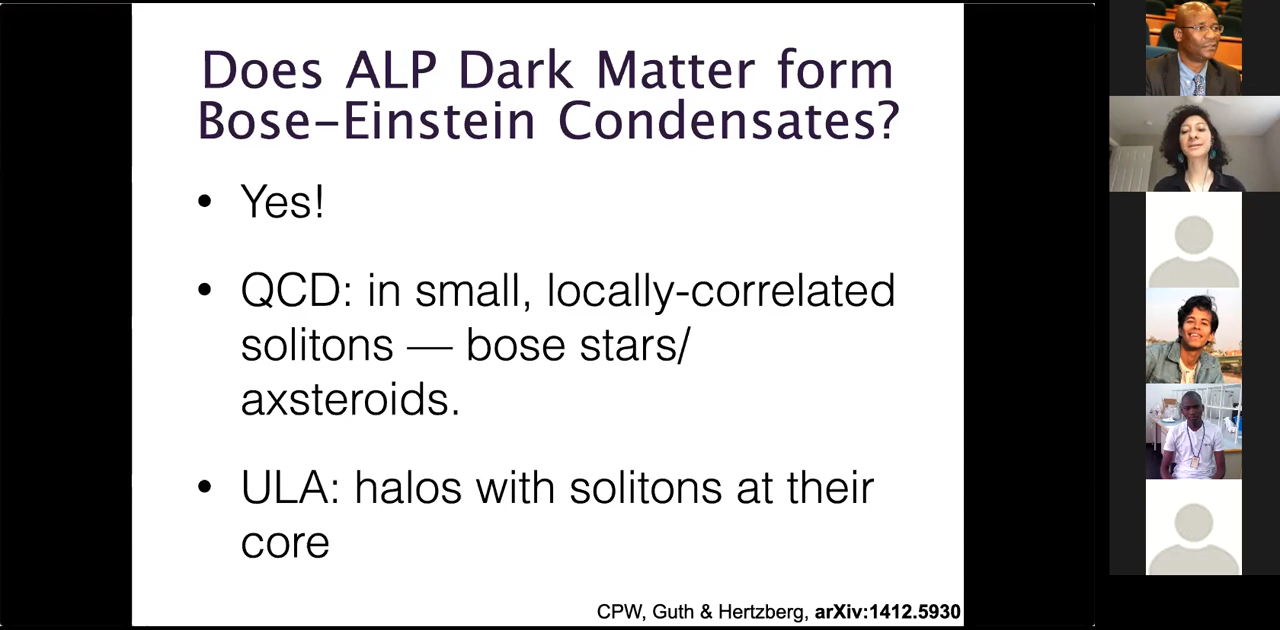 Does ALP Dark Matter form
Bose-Einstein Condensates?
• Yes!
• QCD: in small, locally-correlated
solitons — bose stars/
axsteroids.
• ULA: halos with solitons at their
core
CPW, Guth & Hertzberg, arXiv:1412.5930